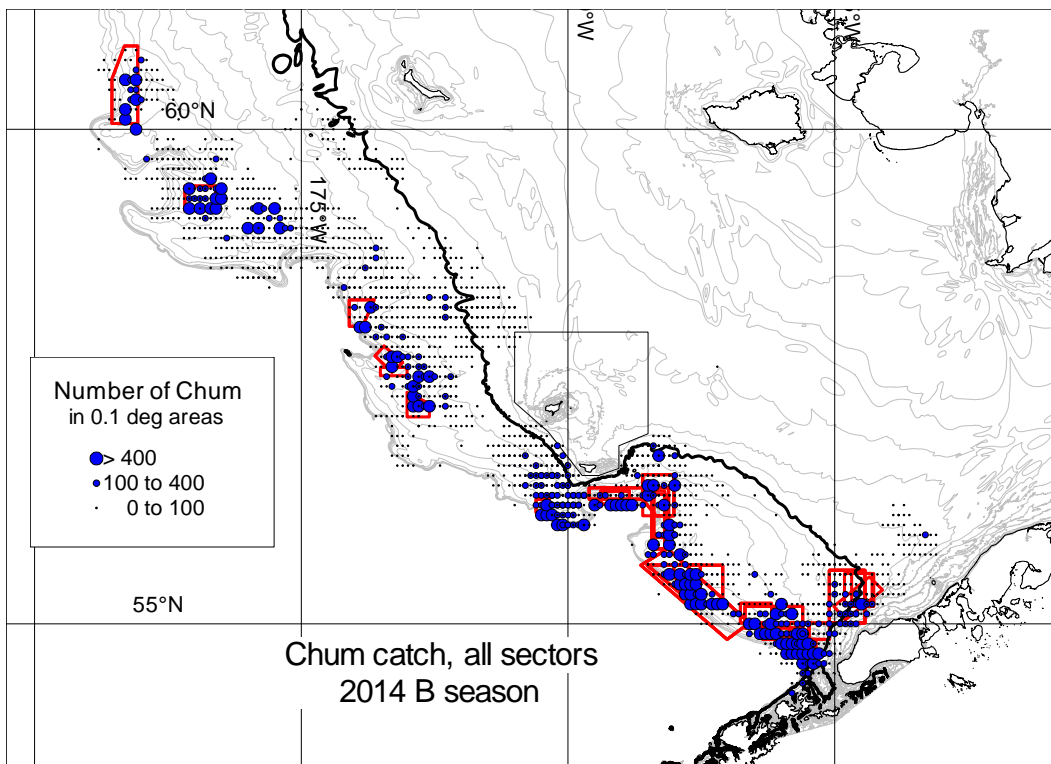 °W
°W
60°N
175°W
Number of Chum
in 0.1 deg areas
> 400
100 to 400
0 to 100
55°N
Chum catch, all sectors
2014 B season